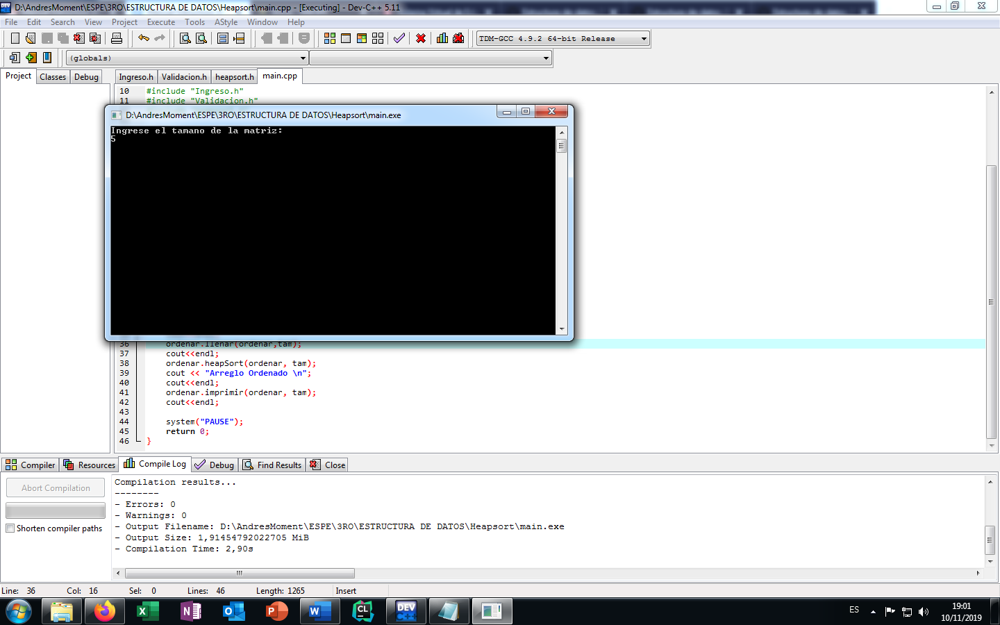 D:\AndresMoment\ESPE\3RO\ESTRUCTURA DE DATOS\Heapsort\main.cpp - [Executing] - Dev-C++ 5.11
File Edit Search View Project Execute Tools AStyle Window Help
TDM-GCC 4.9.2 64-bit Release
(globals)
Project Classes Debug Ingreso.h Validacion.h heapsort.h main.cpp
10 #include "Ingreso.h"
11 #include "Validacion.h"
D:\AndresMoment\ESPE\3RO\ESTRUCTURA DE DATOS\Heapsort\main.exe
Ingrese el tamano de la matriz:
5
36 ordenar.llenar(ordenar,tam);
37 cout<<endl;
38 ordenar.heapSort(ordenar, tam);
39 cout << "Arreglo Ordenado \n";
40 cout<<endl;
41 ordenar.imprimir(ordenar, tam);
42 cout<<endl;
43
44 system("PAUSE");
45 return 0;
46 }
Compiler Resources Compile Log Debug Find Results Close
Abort Compilation
Shorten compiler paths
Compilation results...
--------
- Errors: 0
- Warnings: 0
- Output Filename: D:\AndresMoment\ESPE\3RO\ESTRUCTURA DE DATOS\Heapsort\main.exe
- Output Size: 1,91454792022705 MiB
- Compilation Time: 2,90s
Line: 36 Col: 16 Sel: 0 Lines: 46 Length: 1265 Insert
DEV C++
ES
19:01
10/11/2019